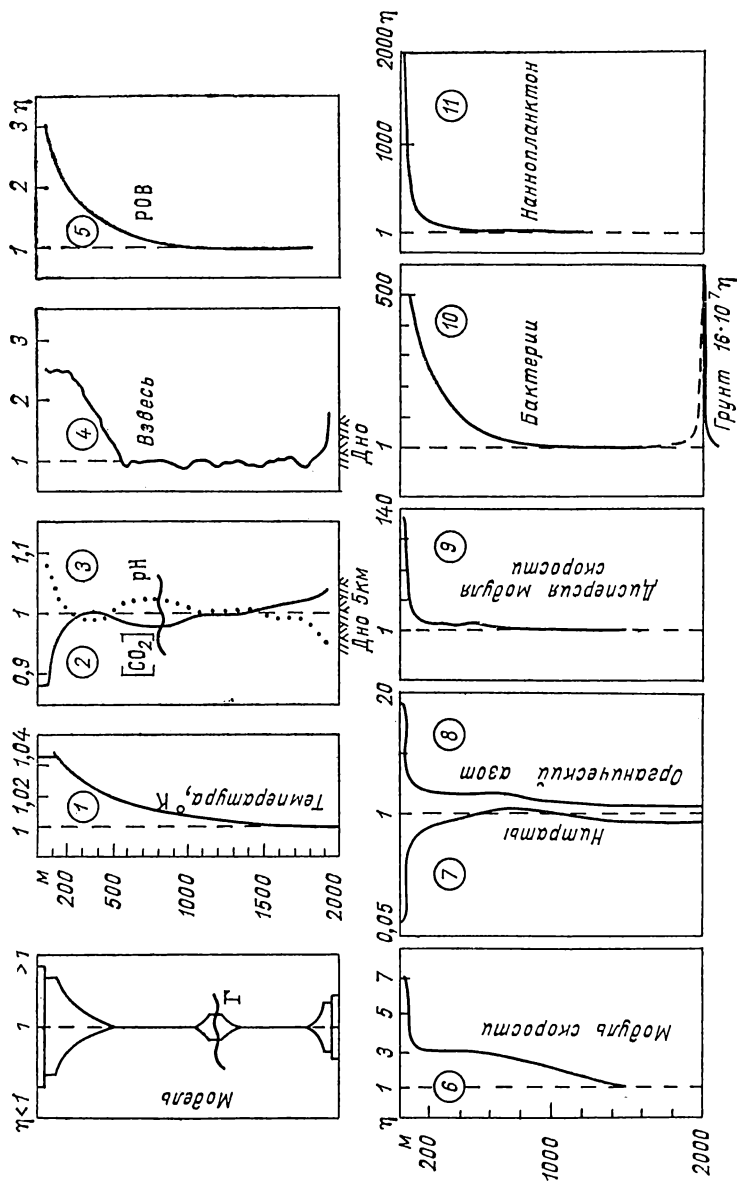 η<1 1 >1
Модель
Г
м
200
500
1000
1500
2000
1 1,02 1,04
1
Температура,
°К
0,9 1 1,1
2
3
[CO₂]
pH
Дно 5км
1 2 3
4
Взвесь
Дно
1 2 3 η
5
РОВ
м
200
1000
2000
1 3 5 7
6
Модуль скорости
0,05 1 20
7
8
Нитраты
Органический
азот
1 140
9
Дисперсия модуля
скорости
1 500
10
Бактерии
Грунт 16·10⁷ η
1 1000 2000 η
11
Наннопланктон